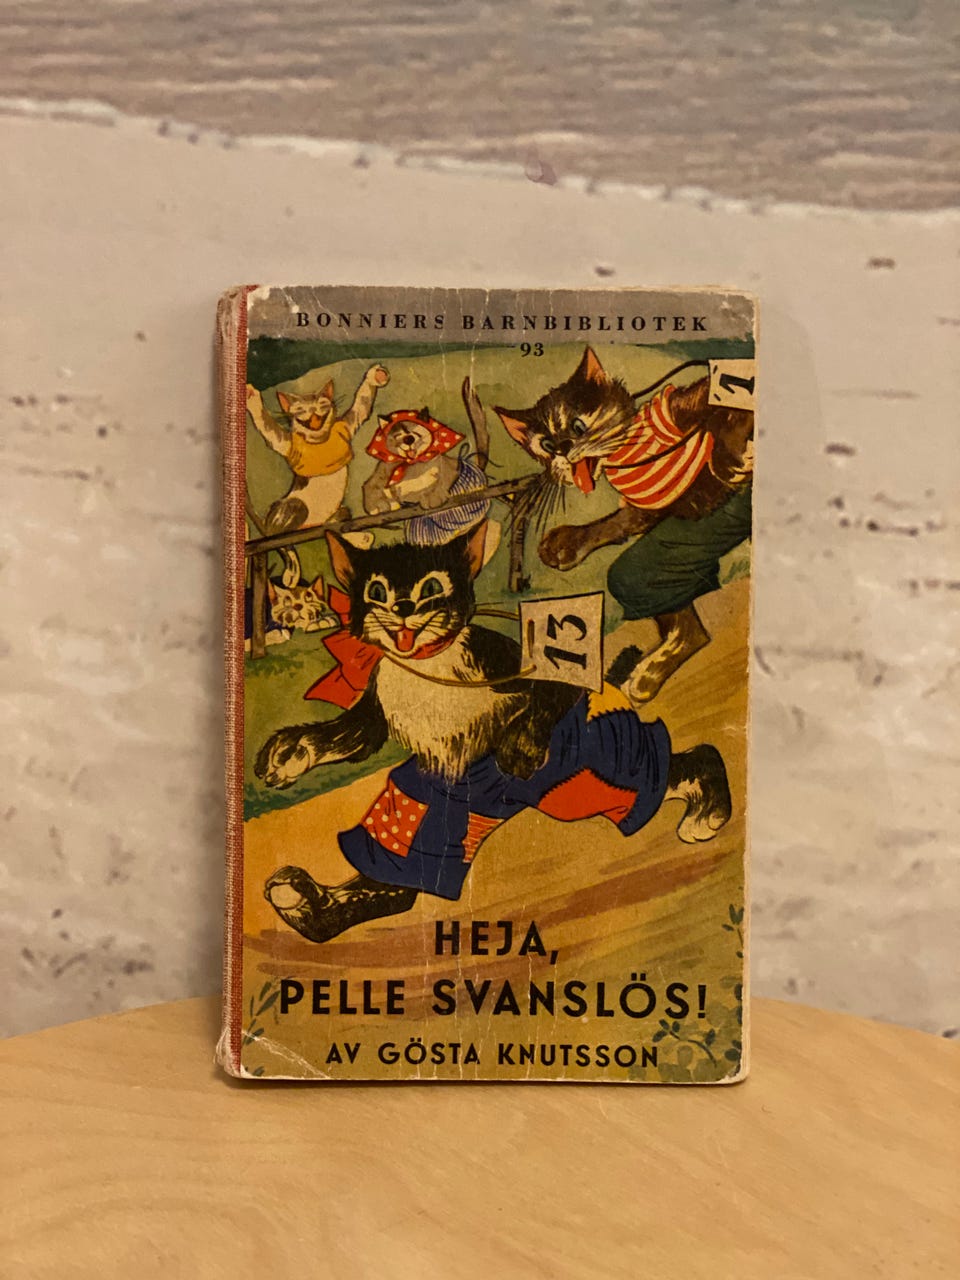 BONNIERS BARNBIBLIOTEK
93
1
13
HEJA,
PELLE SVANSLÖS!
AV GÖSTA KNUTSSON